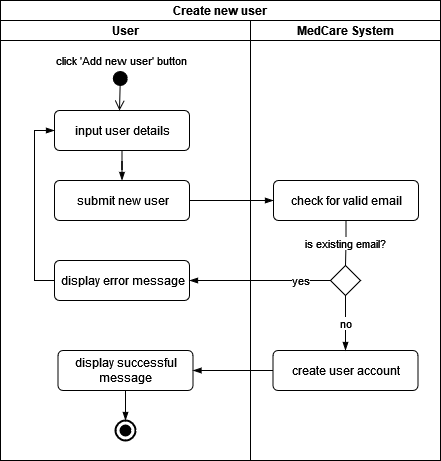 Create new user
User
MedCare System
click 'Add new user' button
input user details
submit new user
check for valid email
is existing email?
display error message
yes
no
display successful
message
create user account